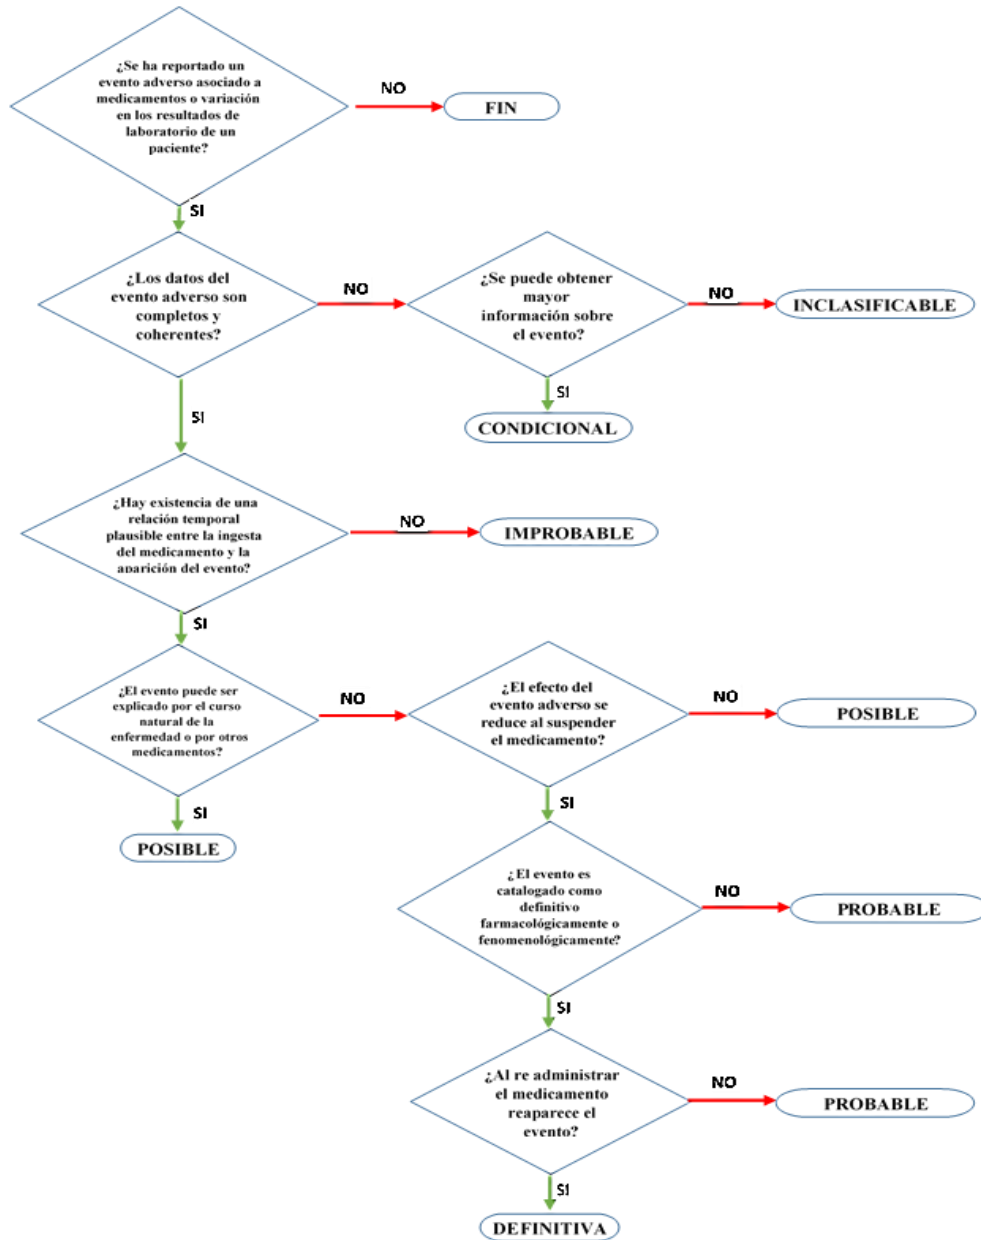 ¿Se ha reportado un
evento adverso asociado a
medicamentos o variación
en los resultados de
laboratorio de un
paciente?
NO
FIN
SI
¿Los datos del
evento adverso son
completos y
coherentes?
NO
¿Se puede obtener
mayor
información sobre
el evento?
NO
INCLASIFICABLE
SI
CONDICIONAL
SI
¿Hay existencia de una
relación temporal
plausible entre la ingesta
del medicamento y la
aparición del evento?
NO
IMPROBABLE
SI
¿El evento puede ser
explicado por el curso
natural de la
enfermedad o por otros
medicamentos?
NO
¿El efecto del
evento adverso se
reduce al suspender
el medicamento?
NO
POSIBLE
SI
POSIBLE
SI
¿El evento es
catalogado como
definitivo
farmacológicamente o
fenomenológicamente?
NO
PROBABLE
SI
¿Al re administrar
el medicamento
reaparece el
evento?
NO
PROBABLE
SI
DEFINITIVA